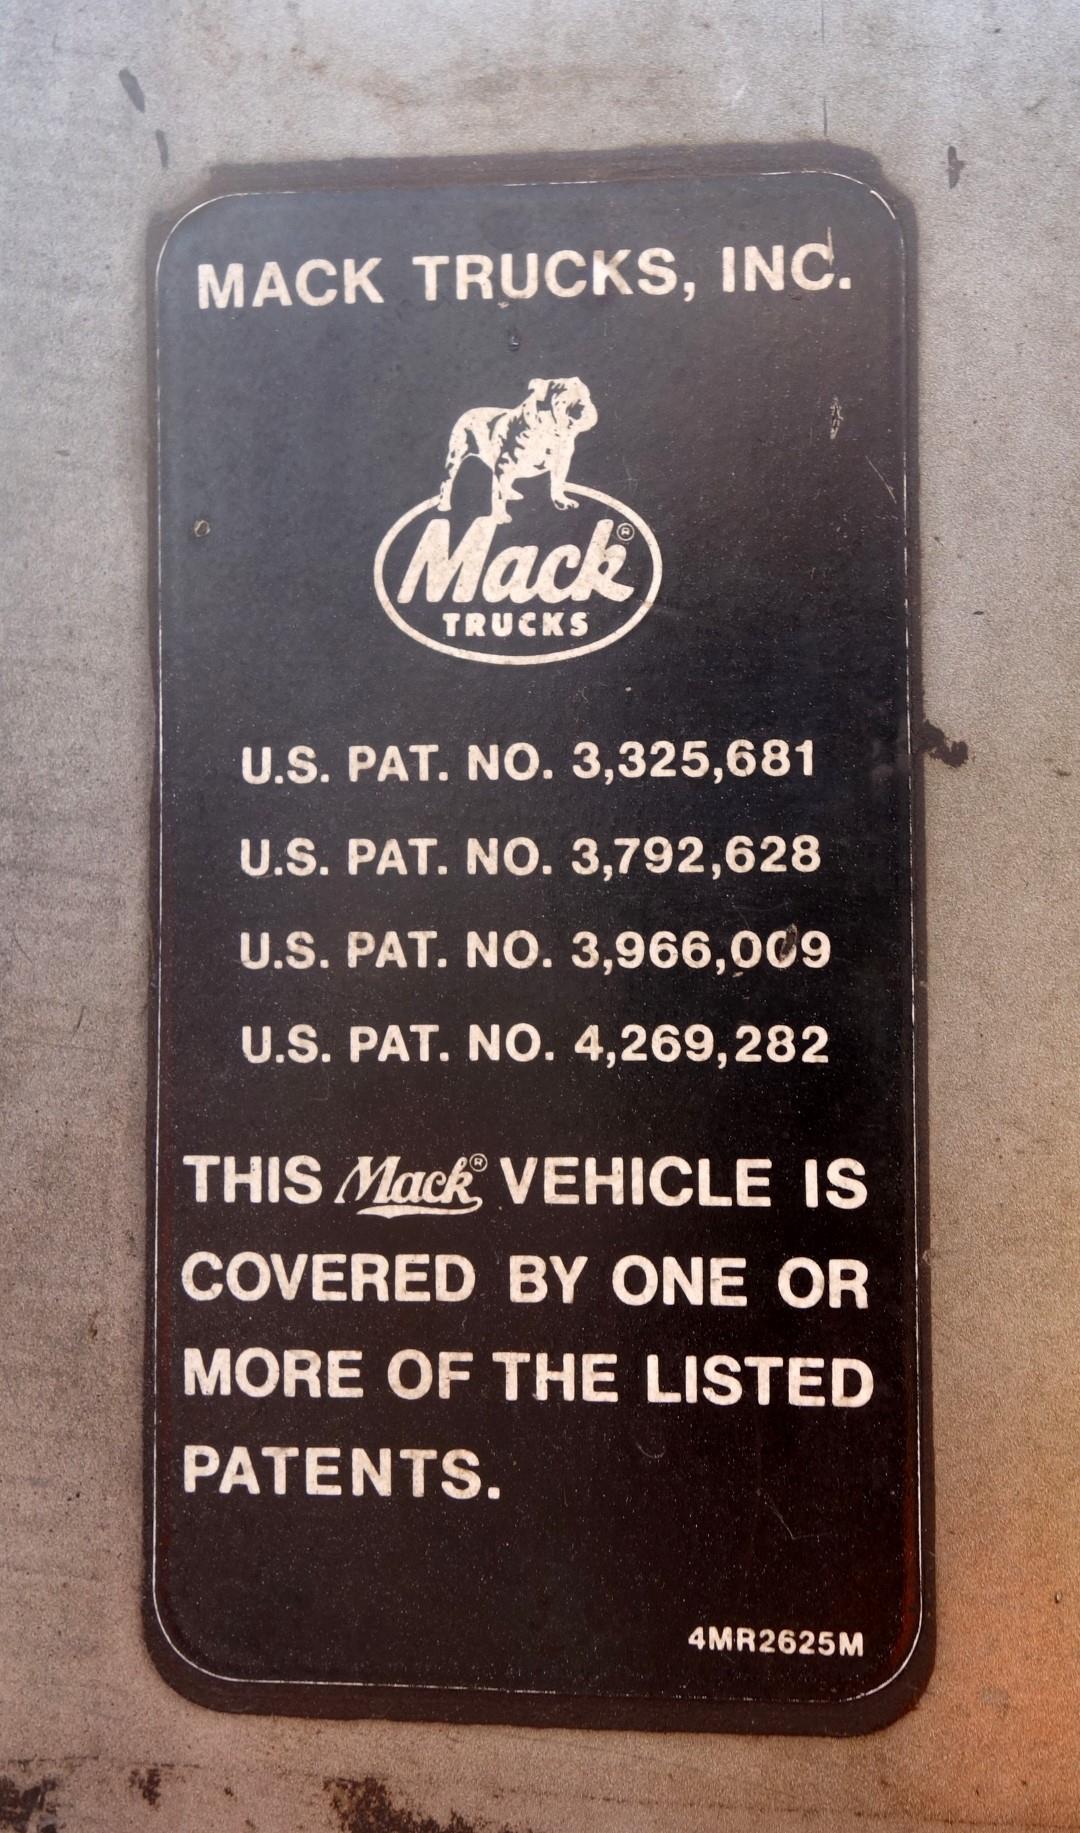 MACK TRUCKS, INC.
Mack®
TRUCKS
U.S. PAT. NO. 3,325,681
U.S. PAT. NO. 3,792,628
U.S. PAT. NO. 3,966,009
U.S. PAT. NO. 4,269,282
THIS Mack® VEHICLE IS
COVERED BY ONE OR
MORE OF THE LISTED
PATENTS.
4MR2625M